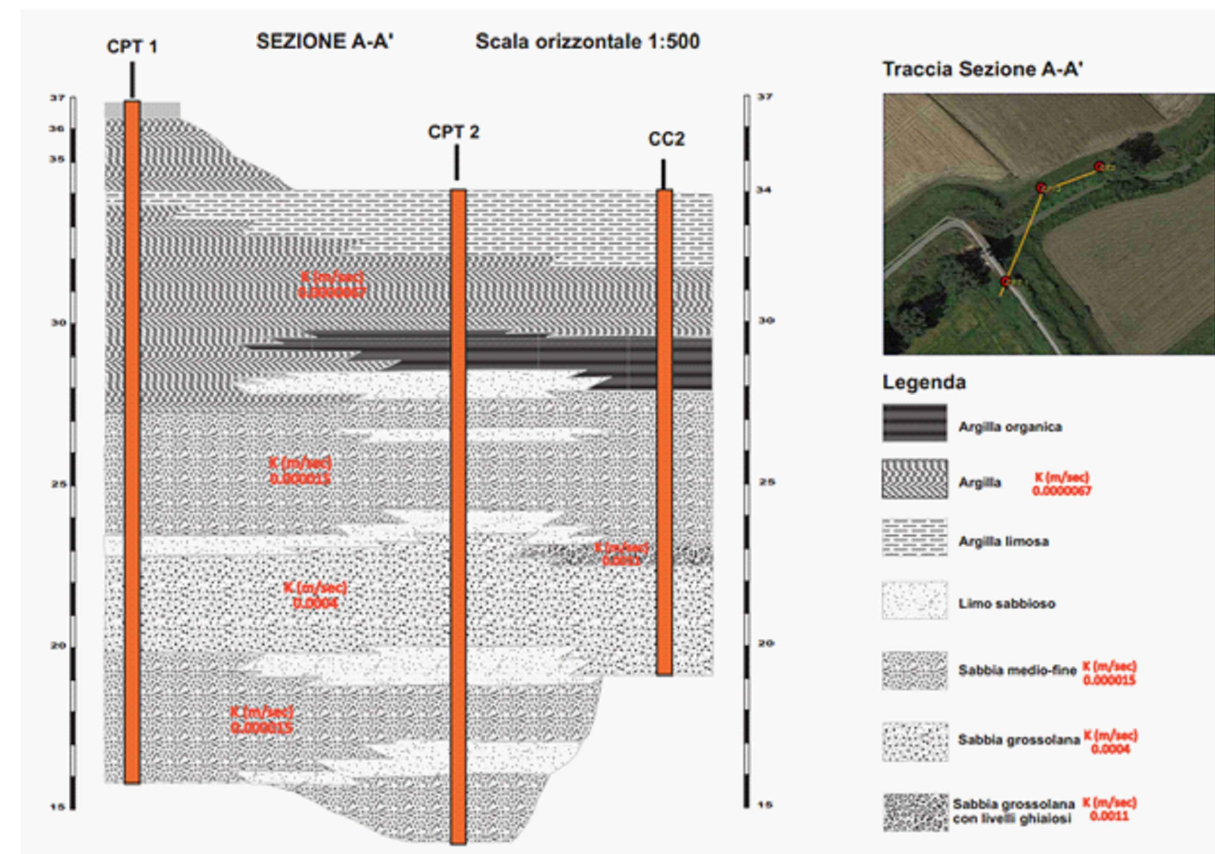 CPT 1
SEZIONE A-A'
Scala orizzontale 1:500
CPT 2
CC2
37
36
35
30
25
20
15
37
34
30
25
20
15
K (m/sec)
0.0000067
K (m/sec)
0.000015
K (m/sec)
K (m/sec)
0.0004
K (m/sec)
0.000015
Traccia Sezione A-A'
Legenda
Argilla organica
Argilla
K (m/sec)
0.0000067
Argilla limosa
Limo sabbioso
Sabbia medio-fine
K (m/sec)
0.000015
Sabbia grossolana
K (m/sec)
0.0004
Sabbia grossolana
con livelli ghiaiosi
K (m/sec)
0.0011